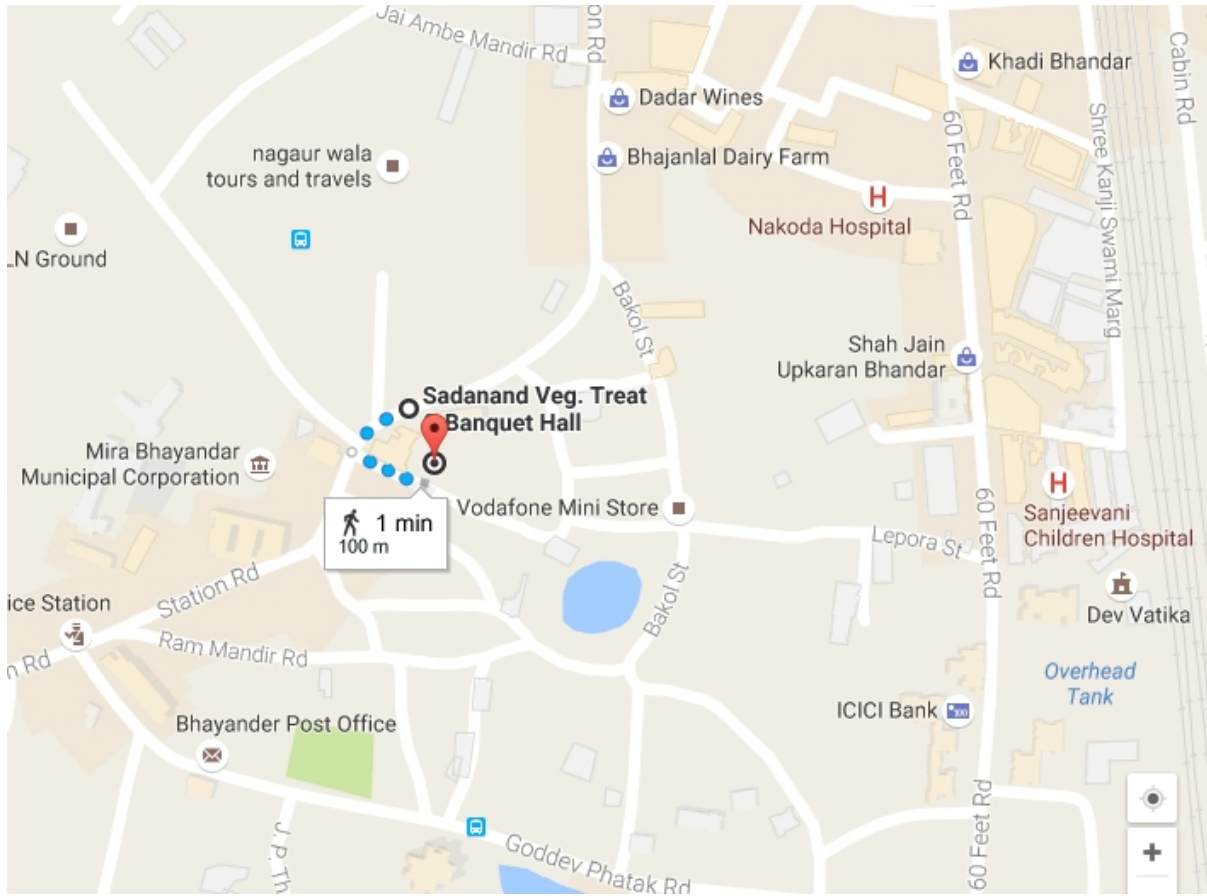 Jai Ambe Mandir Rd
on Rd
Cabin Rd
Khadi Bhandar
Dadar Wines
60 Feet Rd
Shree Kanji Swami Marg
nagaur wala
tours and travels
Bhajanlal Dairy Farm
H
Nakoda Hospital
LN Ground
Bakol St
Shah Jain
Upkaran Bhandar
Sadanand Veg. Treat
Banquet Hall
Mira Bhayandar
Municipal Corporation
1 min
100 m
Vodafone Mini Store
H
Sanjeevani
Children Hospital
60 Feet Rd
Lepora St
Station Rd
ice Station
Bakol St
Dev Vatika
n Rd
Ram Mandir Rd
Overhead
Tank
ICICI Bank
Bhayander Post Office
60 Feet Rd
J. P. Th
Goddev Phatak Rd
+